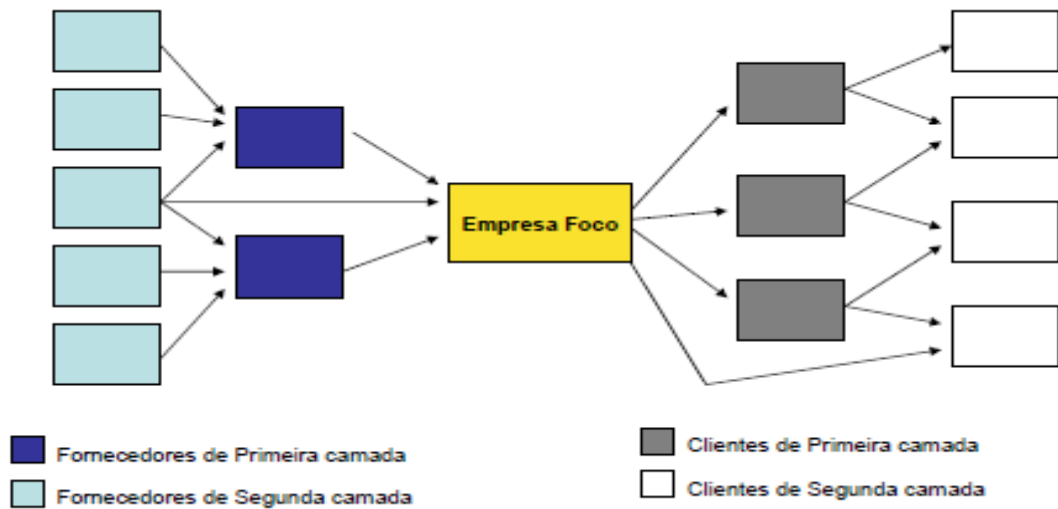 Empresa Foco
Fornecedores de Primeira camada
Fornecedores de Segunda camada
Clientes de Primeira camada
Clientes de Segunda camada